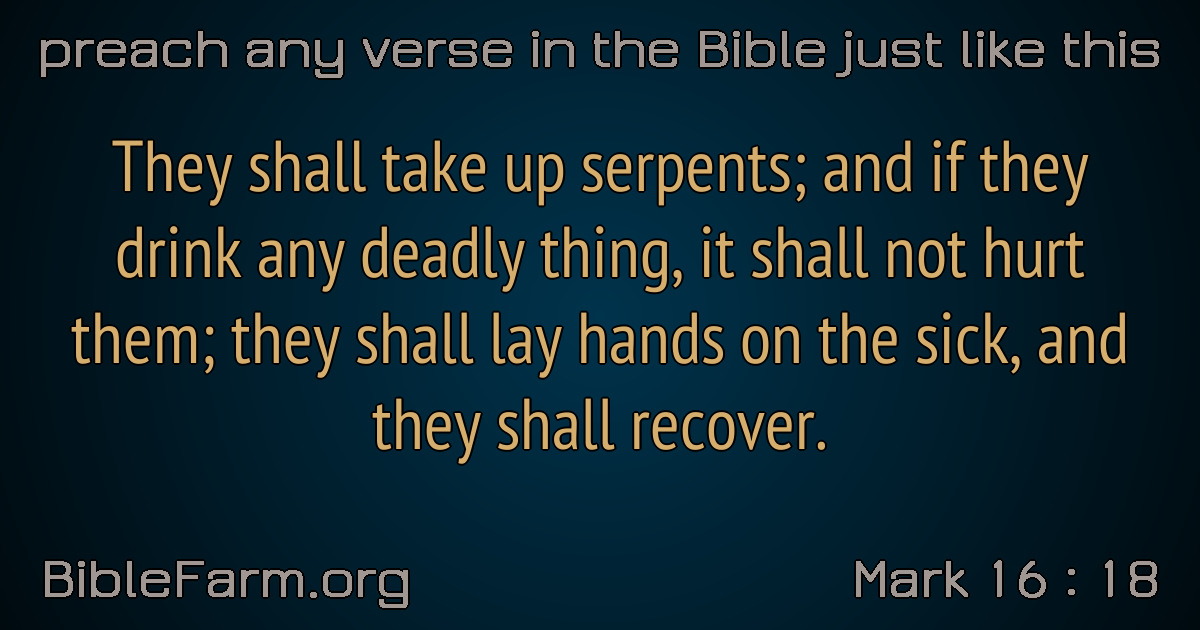 preach any verse in the Bible just like this
They shall take up serpents; and if they
drink any deadly thing, it shall not hurt
them; they shall lay hands on the sick, and
they shall recover.
BibleFarm.org
Mark 16 : 18